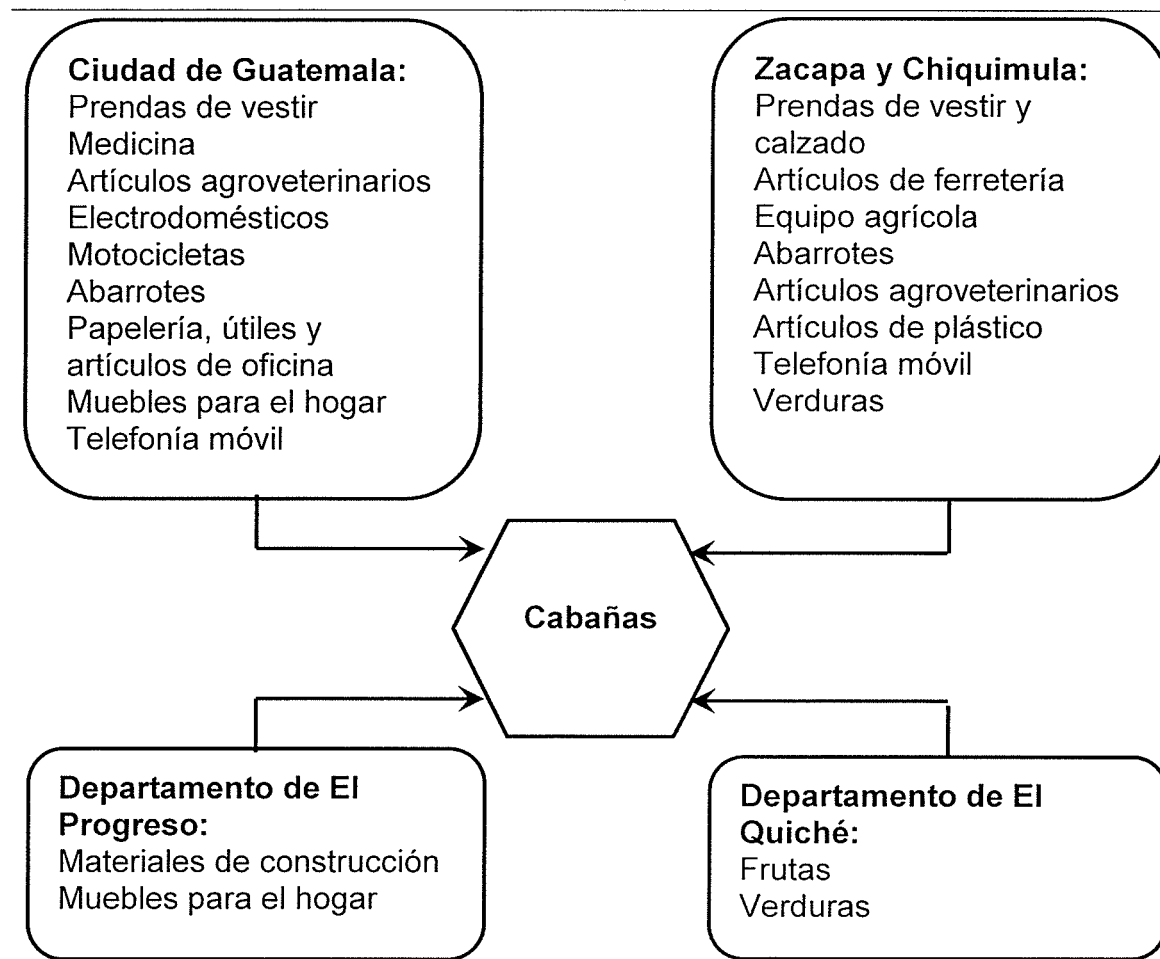 Ciudad de Guatemala:
Prendas de vestir
Medicina
Artículos agroveterinarios
Electrodomésticos
Motocicletas
Abarrotes
Papelería, útiles y
artículos de oficina
Muebles para el hogar
Telefonía móvil
Zacapa y Chiquimula:
Prendas de vestir y
calzado
Artículos de ferretería
Equipo agrícola
Abarrotes
Artículos agroveterinarios
Artículos de plástico
Telefonía móvil
Verduras
Cabañas
Departamento de El
Progreso:
Materiales de construcción
Muebles para el hogar
Departamento de El
Quiché:
Frutas
Verduras